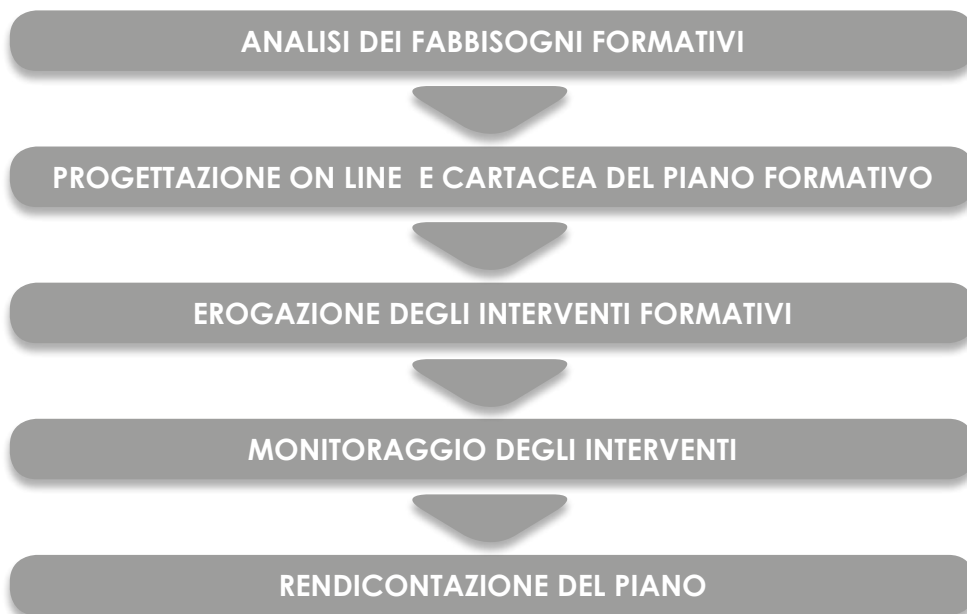 ANALISI DEI FABBISOGNI FORMATIVI
PROGETTAZIONE ON LINE  E CARTACEA DEL PIANO FORMATIVO
EROGAZIONE DEGLI INTERVENTI FORMATIVI
MONITORAGGIO DEGLI INTERVENTI
RENDICONTAZIONE DEL PIANO